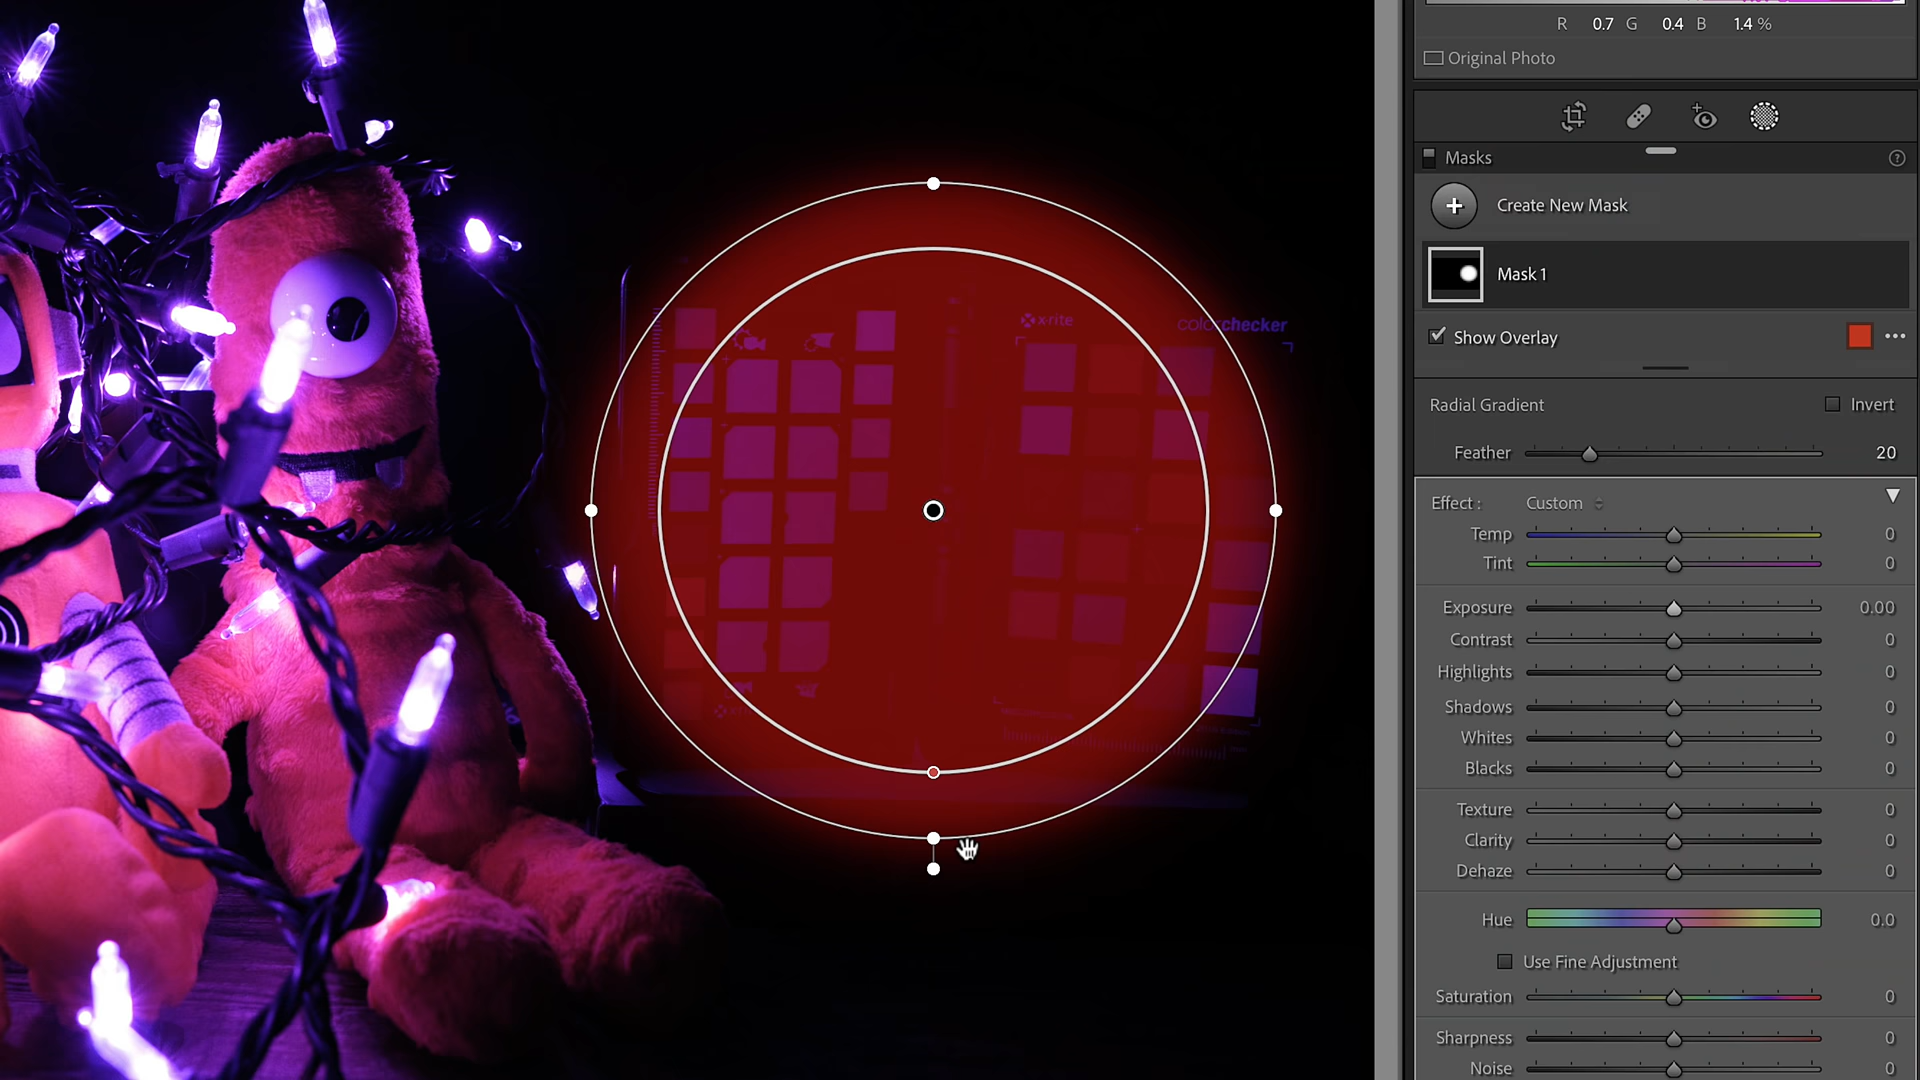 R 0.7 G 0.4 B 1.4 %
Original Photo
Masks
Create New Mask
Mask 1
Show Overlay
Radial Gradient
Invert
Feather 20
Effect : Custom
Temp 0
Tint 0
Exposure 0.00
Contrast 0
Highlights 0
Shadows 0
Whites 0
Blacks 0
Texture 0
Clarity 0
Dehaze 0
Hue 0.0
Use Fine Adjustment
Saturation 0
Sharpness 0
Noise 0
x-rite
colorchecker